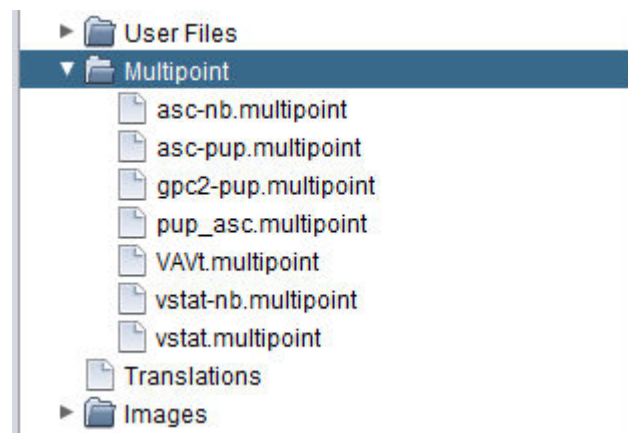 User Files
Multipoint
asc-nb.multipoint
asc-pup.multipoint
gpc2-pup.multipoint
pup_asc.multipoint
VAVt.multipoint
vstat-nb.multipoint
vstat.multipoint
Translations
Images